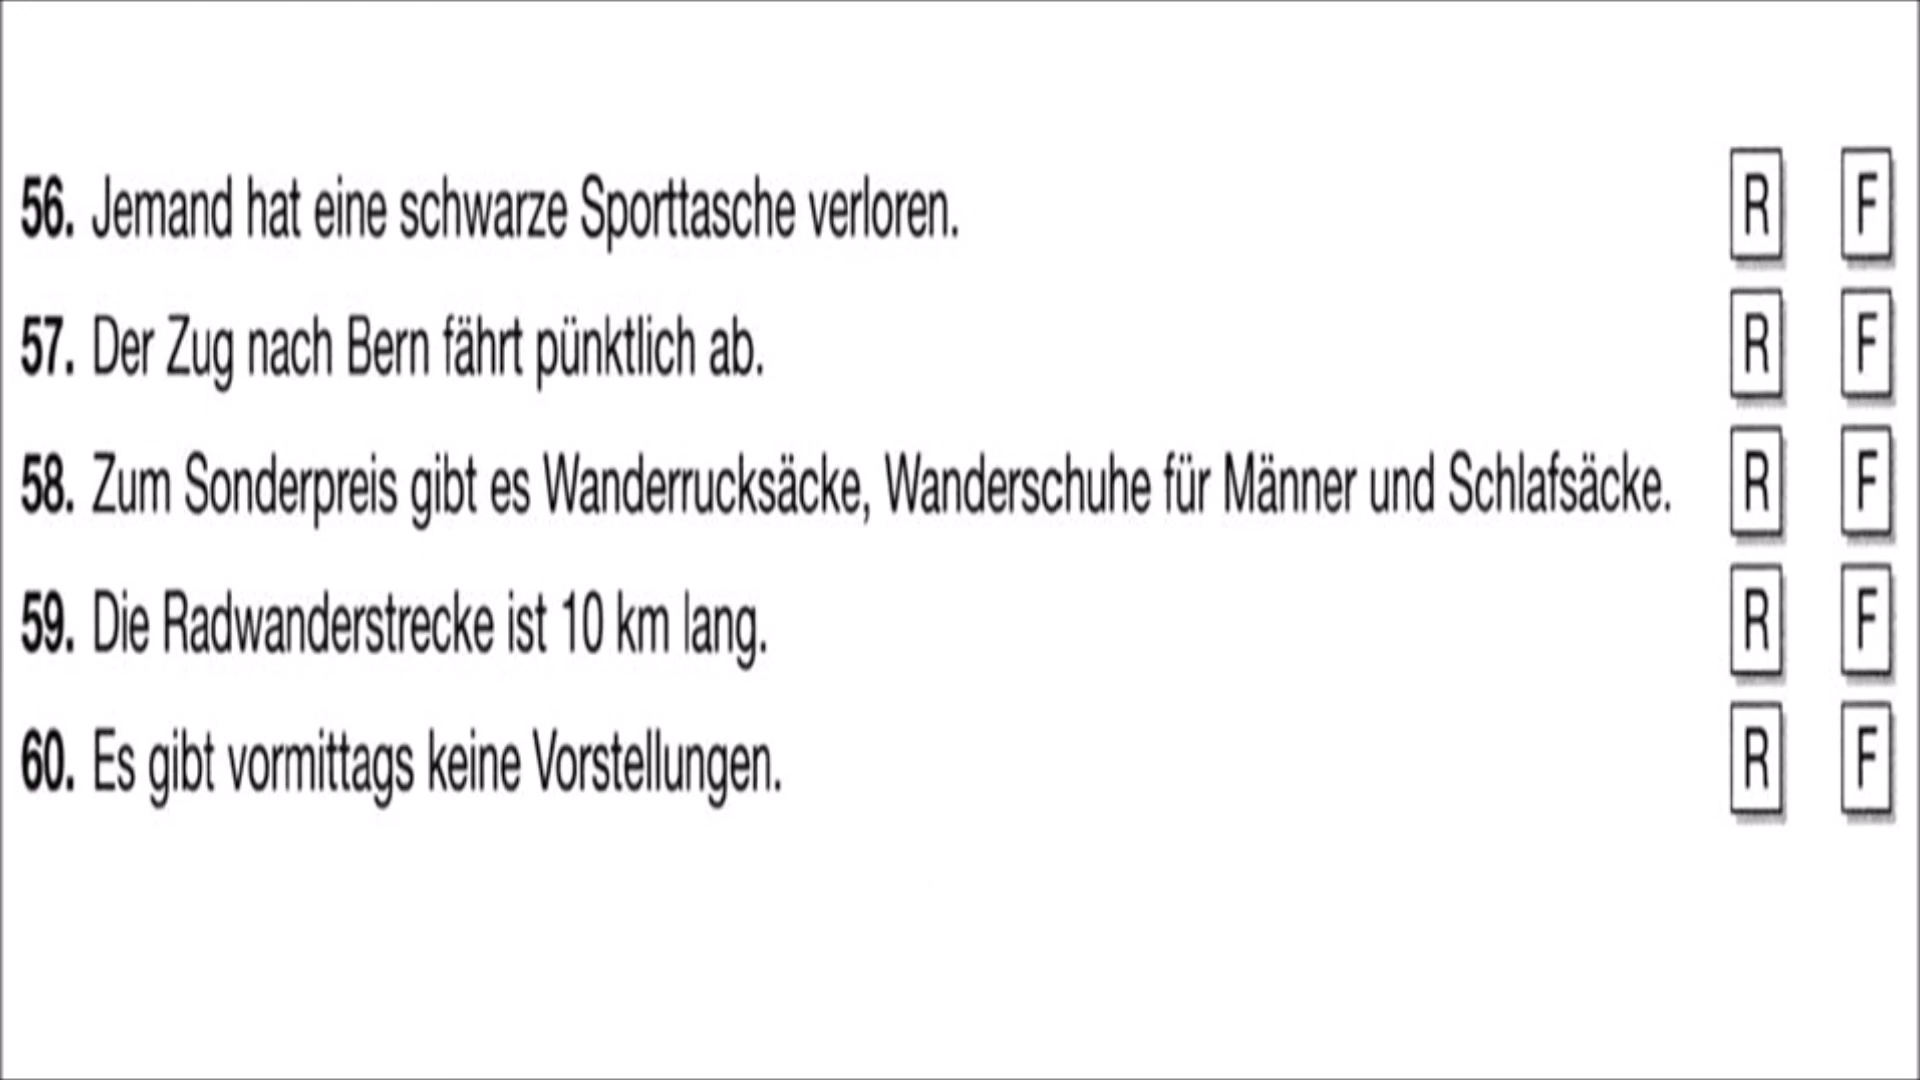 56. Jemand hat eine schwarze Sporttasche verloren. R F
57. Der Zug nach Bern fährt pünktlich ab. R F
58. Zum Sonderpreis gibt es Wanderrucksäcke, Wanderschuhe für Männer und Schlafsäcke. R F
59. Die Radwanderstrecke ist 10 km lang. R F
60. Es gibt vormittags keine Vorstellungen. R F